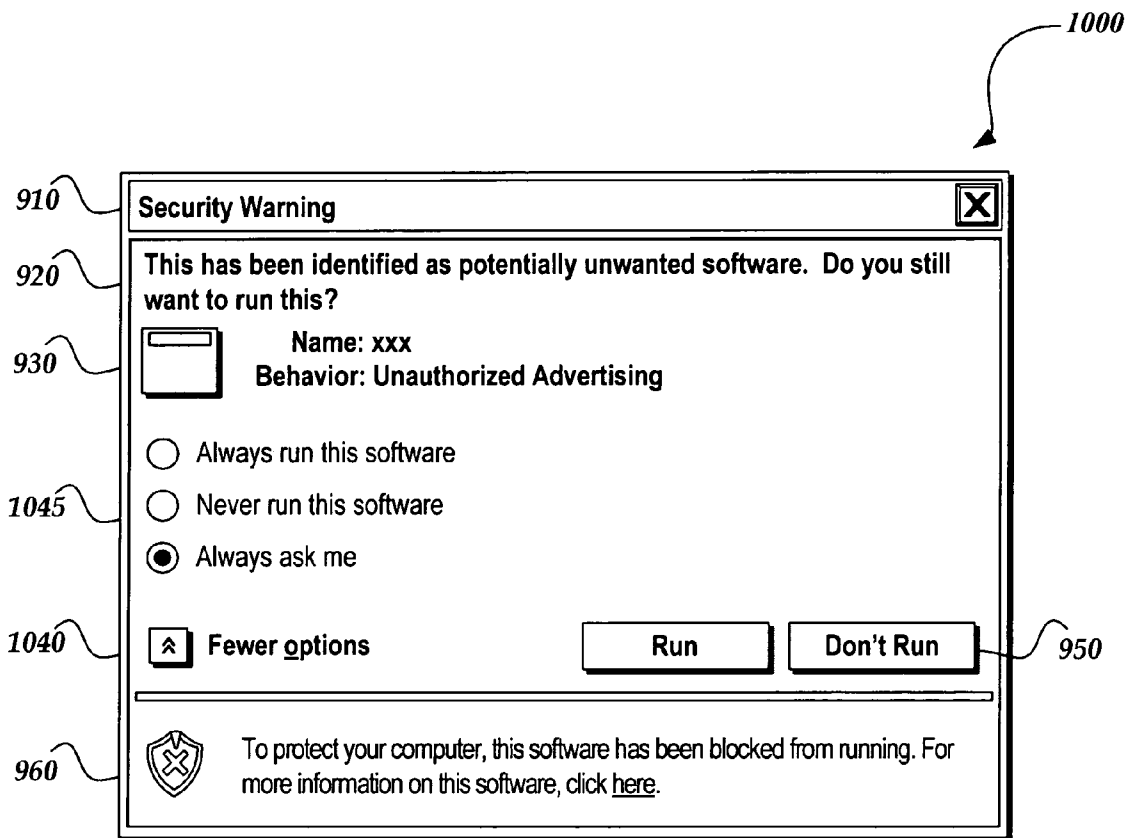 1000
910
Security Warning
X
920
This has been identified as potentially unwanted software. Do you still
want to run this?
930
Name: xxx
Behavior: Unauthorized Advertising
Always run this software
1045
Never run this software
Always ask me
1040
Fewer options
Run
Don't Run
950
960
To protect your computer, this software has been blocked from running. For
more information on this software, click here.